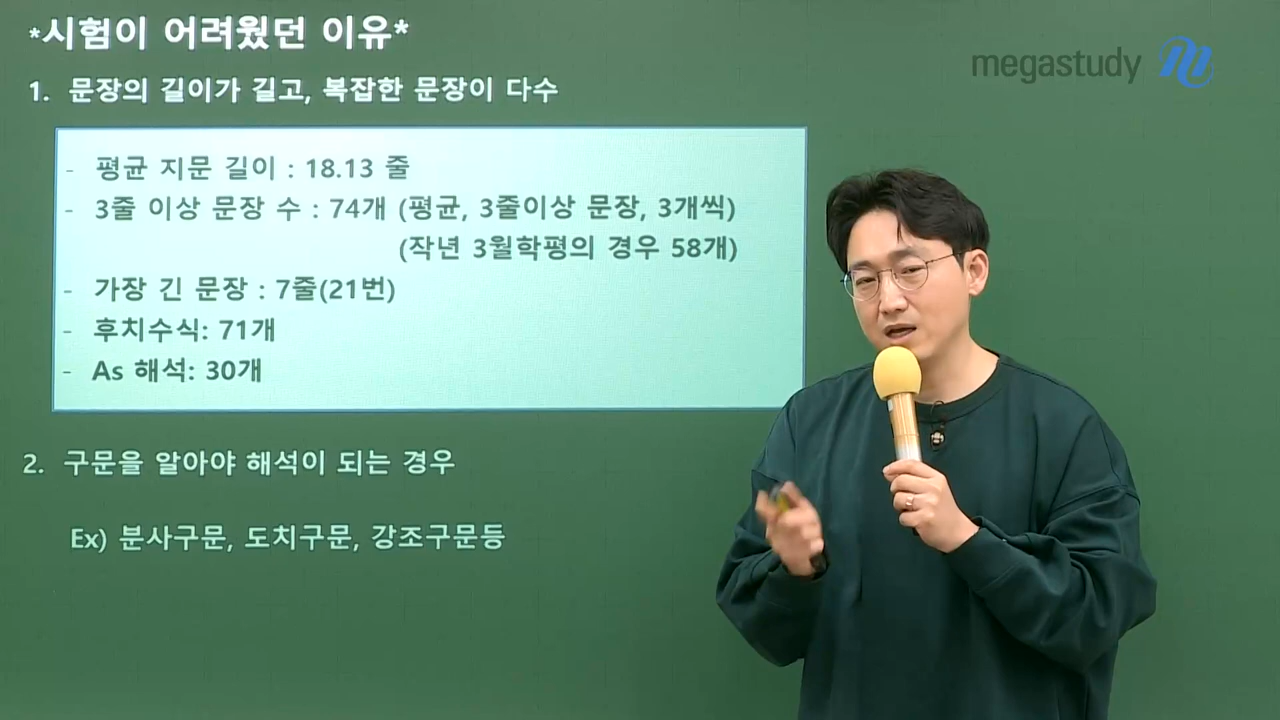 *시험이 어려웠던 이유*
megastudy
1. 문장의 길이가 길고, 복잡한 문장이 다수
- 평균 지문 길이 : 18.13 줄
- 3줄 이상 문장 수 : 74개 (평균, 3줄이상 문장, 3개씩)
(작년 3월학평의 경우 58개)
- 가장 긴 문장 : 7줄(21번)
- 후치수식: 71개
- As 해석: 30개
2. 구문을 알아야 해석이 되는 경우
Ex) 분사구문, 도치구문, 강조구문등